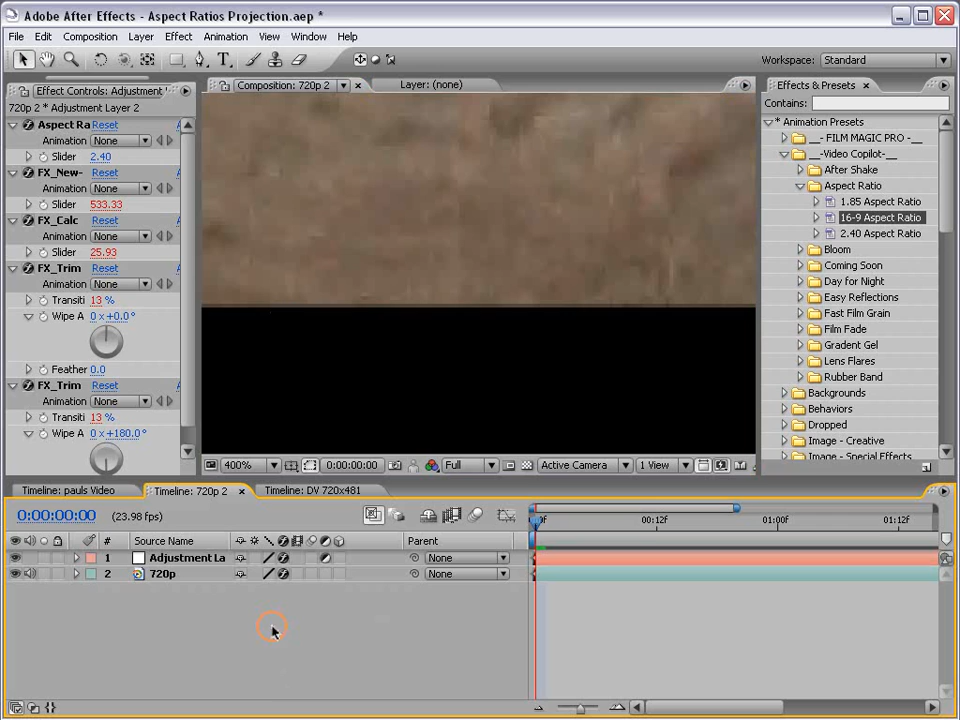 Adobe After Effects - Aspect Ratios Projection.aep *
File Edit Composition Layer Effect Animation View Window Help
Workspace: Standard
Effect Controls: Adjustment
720p 2 * Adjustment Layer 2
Aspect Ra Reset
Animation None
Slider 2.40
FX_New- Reset
Animation None
Slider 533.33
FX_Calc Reset
Animation None
Slider 25.93
FX_Trim Reset
Animation None
Transiti 13 %
Wipe A 0 x+0.0°
Feather 0.0
FX_Trim Reset
Animation None
Transiti 13 %
Wipe A 0 x+180.0°
Composition: 720p 2
Layer: (none)
400% 0:00:00:00 Full Active Camera 1 View
Effects & Presets
Contains:
* Animation Presets
__- FILM MAGIC PRO -__
__-Video Copilot-__
After Shake
Aspect Ratio
1.85 Aspect Ratio
16-9 Aspect Ratio
2.40 Aspect Ratio
Bloom
Coming Soon
Day for Night
Easy Reflections
Fast Film Grain
Film Fade
Gradent Gel
Lens Flares
Rubber Band
Backgrounds
Behaviors
Dropped
Image - Creative
Image - Special Effects
Timeline: pauls Video Timeline: 720p 2 Timeline: DV 720x481
0:00:00:00 (23.98 fps)
00:12f 01:00f 01:12f
# Source Name Parent
1 Adjustment La None
2 720p None